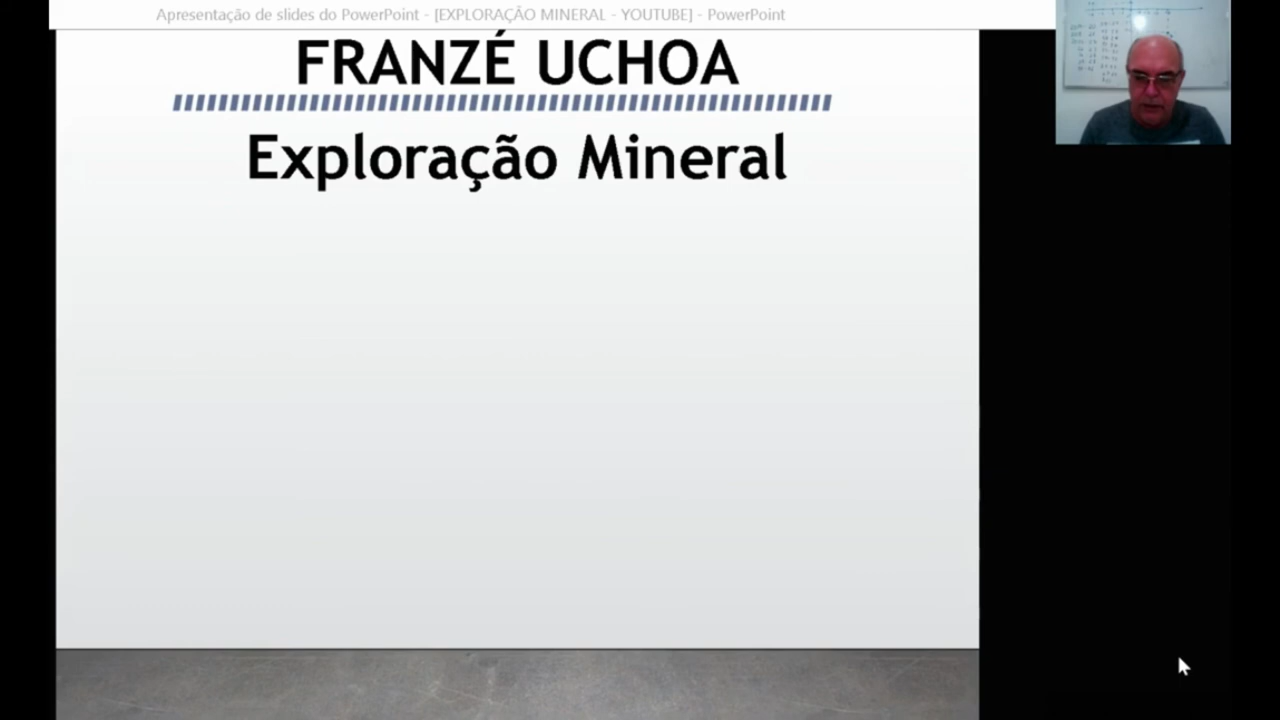 Apresentação de slides do PowerPoint - [EXPLORAÇÃO MINERAL - YOUTUBE] - PowerPoint
FRANZÉ UCHOA
Exploração Mineral